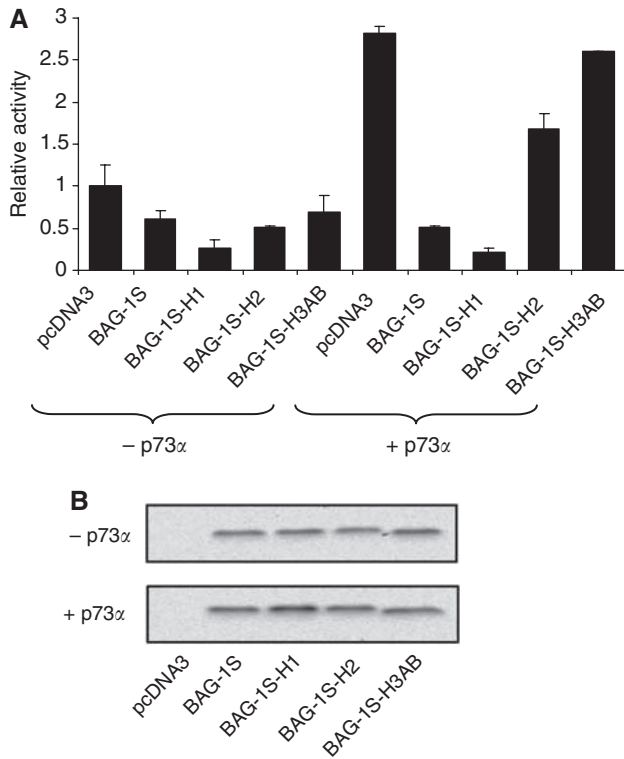 A
3
2.5
2
1.5
1
0.5
0
Relative activity
pcDNA3
BAG-1S
BAG-1S-H1
BAG-1S-H2
BAG-1S-H3AB
pcDNA3
BAG-1S
BAG-1S-H1
BAG-1S-H2
BAG-1S-H3AB
– p73α
+ p73α
B
– p73α
+ p73α
pcDNA3
BAG-1S
BAG-1S-H1
BAG-1S-H2
BAG-1S-H3AB